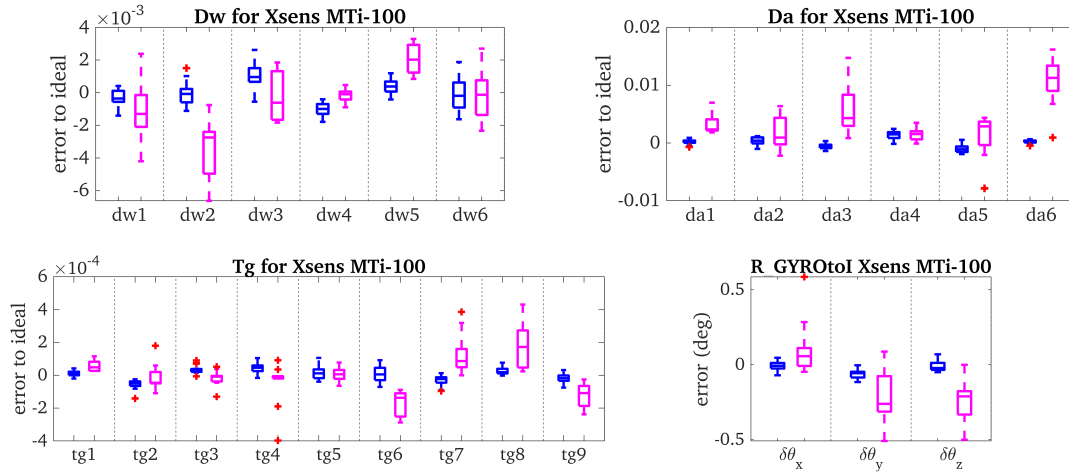 ×10⁻³
Dw for Xsens MTi-100
error to ideal
4
2
0
-2
-4
-6
dw1 dw2 dw3 dw4 dw5 dw6
Da for Xsens MTi-100
error to ideal
0.02
0.01
0
-0.01
da1 da2 da3 da4 da5 da6
×10⁻⁴
Tg for Xsens MTi-100
error to ideal
6
4
2
0
-2
-4
tg1 tg2 tg3 tg4 tg5 tg6 tg7 tg8 tg9
R_GYROtoI Xsens MTi-100
error (deg)
0.5
0
-0.5
δθx δθy δθz